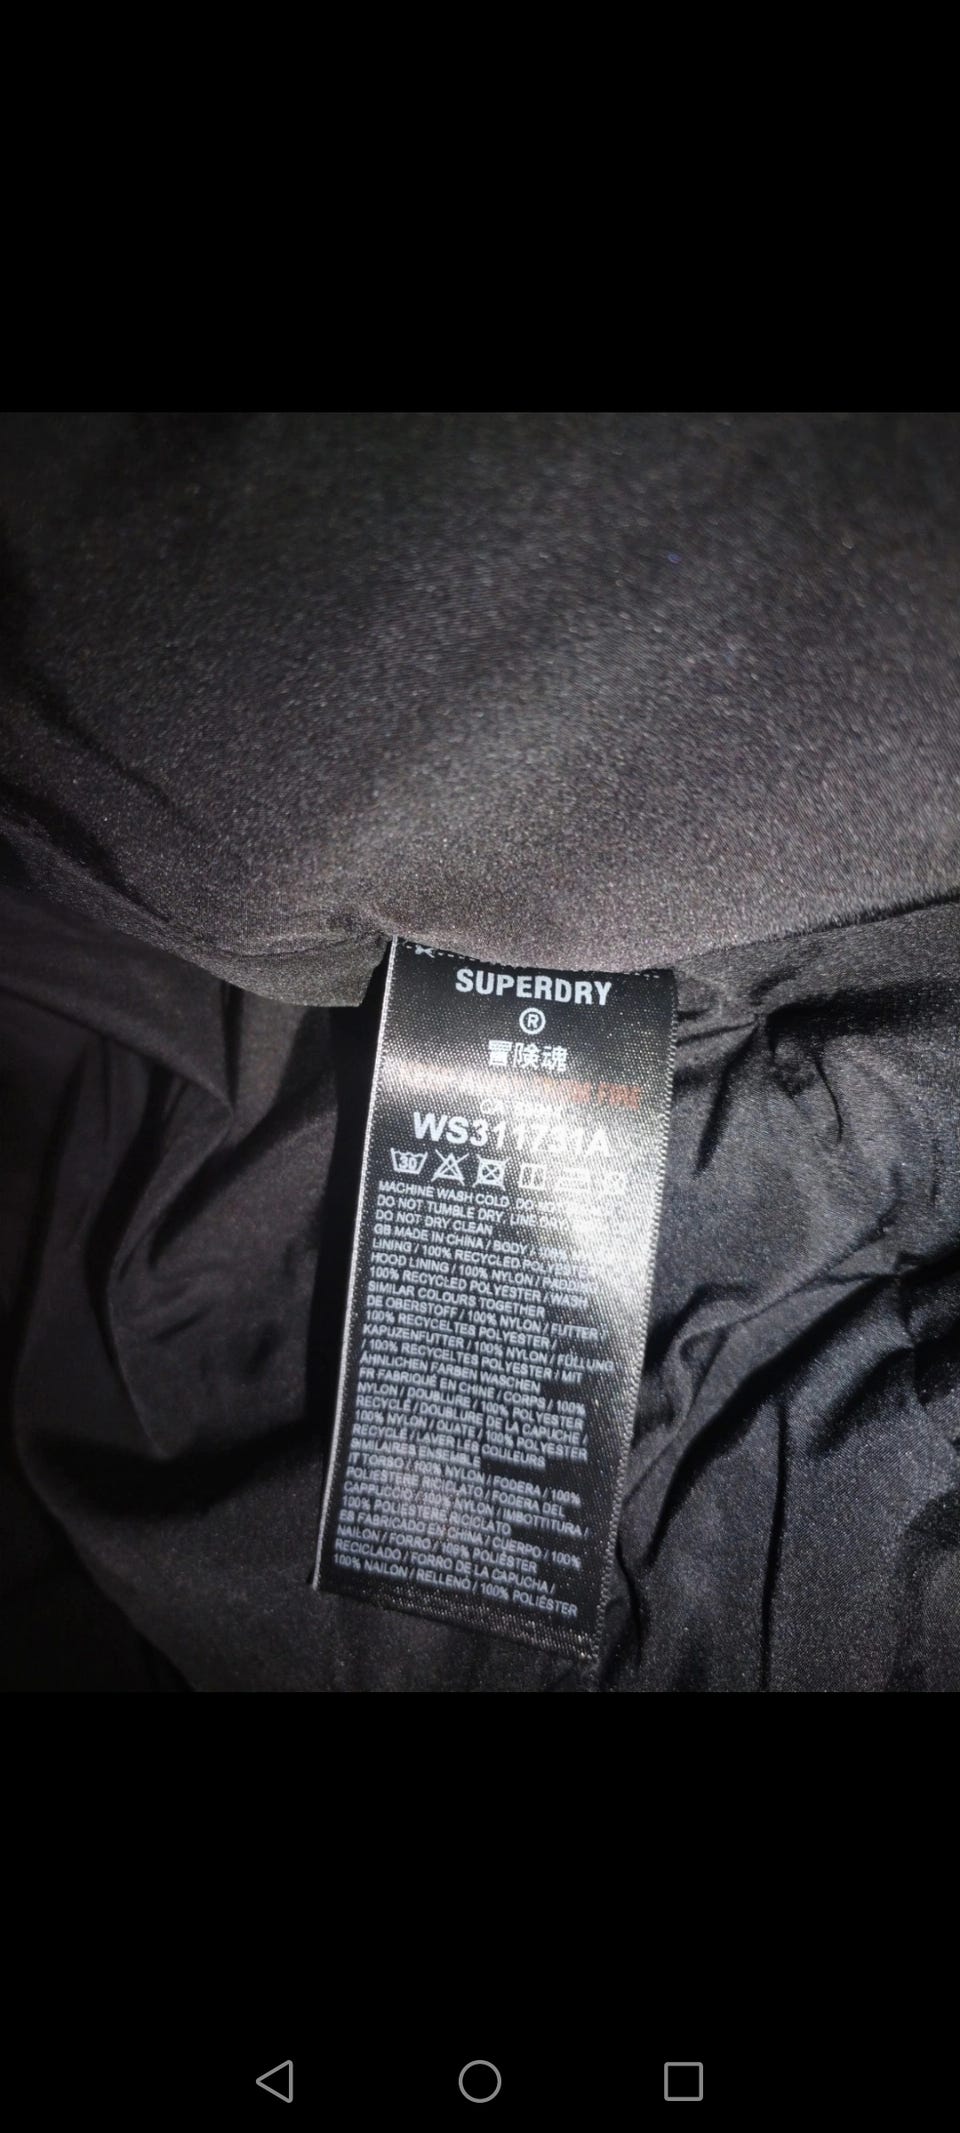 SUPERDRY
®
冒険魂
FIRE
WS311731A
30
MACHINE WASH COLD
DO NOT TUMBLE DRY, LINE DRY
DO NOT DRY CLEAN
GB MADE IN CHINA / BODY /
LINING / 100% RECYCLED POLYESTER
HOOD LINING / 100% NYLON / PADDING
100% RECYCLED POLYESTER / WASH
SIMILAR COLOURS TOGETHER
DE OBERSTOFF / 100% NYLON / FUTTER /
100% RECYCELTES POLYESTER /
KAPUZENFUTTER / 100% NYLON / FÜLLUNG
/ 100% RECYCELTES POLYESTER / MIT
ÄHNLICHEN FARBEN WASCHEN
FR FABRIQUÉ EN CHINE / CORPS / 100%
NYLON / DOUBLURE / 100% POLYESTER
RECYCLÉ / DOUBLURE DE LA CAPUCHE /
100% NYLON / OUATE / 100% POLYESTER
RECYCLÉ / LAVER LES COULEURS
SIMILAIRES ENSEMBLE
IT TORSO / 100% NYLON / FODERA / 100%
POLIESTERE RICICLATO / FODERA DEL
CAPPUCCIO / 100% NYLON / IMBOTTITURA /
100% POLIESTERE RICICLATO
ES FABRICADO EN CHINA / CUERPO / 100%
NAILON / FORRO / 100% POLIÉSTER
RECICLADO / FORRO DE LA CAPUCHA /
100% NAILON / RELLENO / 100% POLIÉSTER